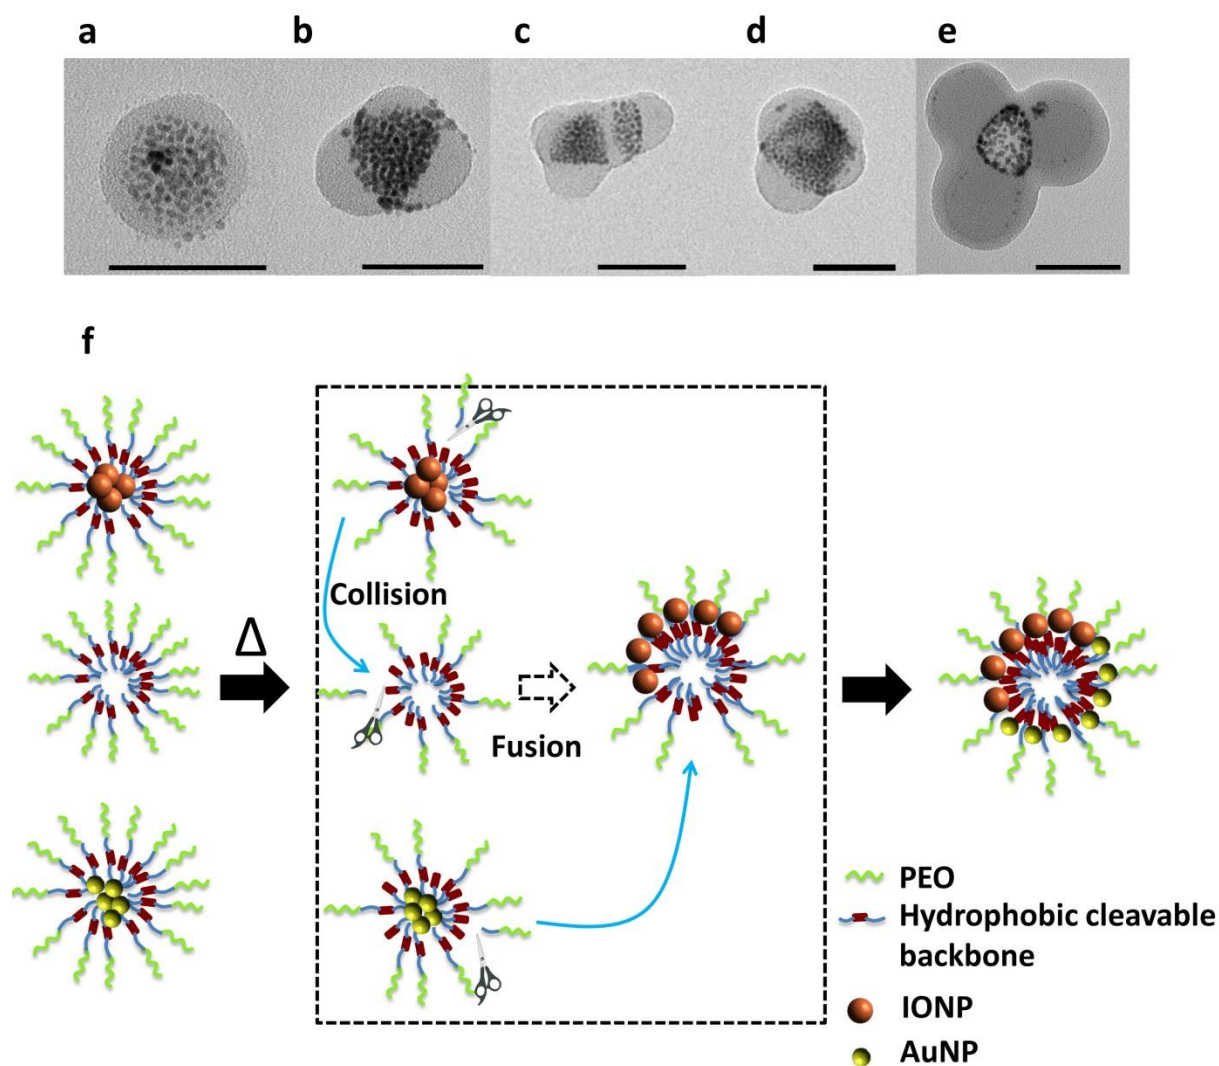 a b c d e
f
Collision
Δ
Fusion
PEO
Hydrophobic cleavable
backbone
IONP
AuNP